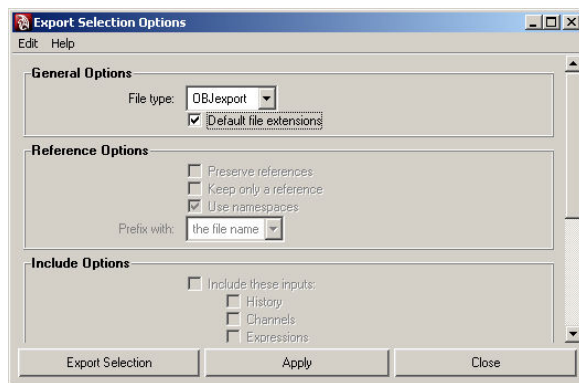 Export Selection Options
Edit Help
General Options
File type: OBJexport
Default file extensions
Reference Options
Preserve references
Keep only a reference
Use namespaces
Prefix with: the file name
Include Options
Include these inputs:
History
Channels
Expressions
Export Selection Apply Close